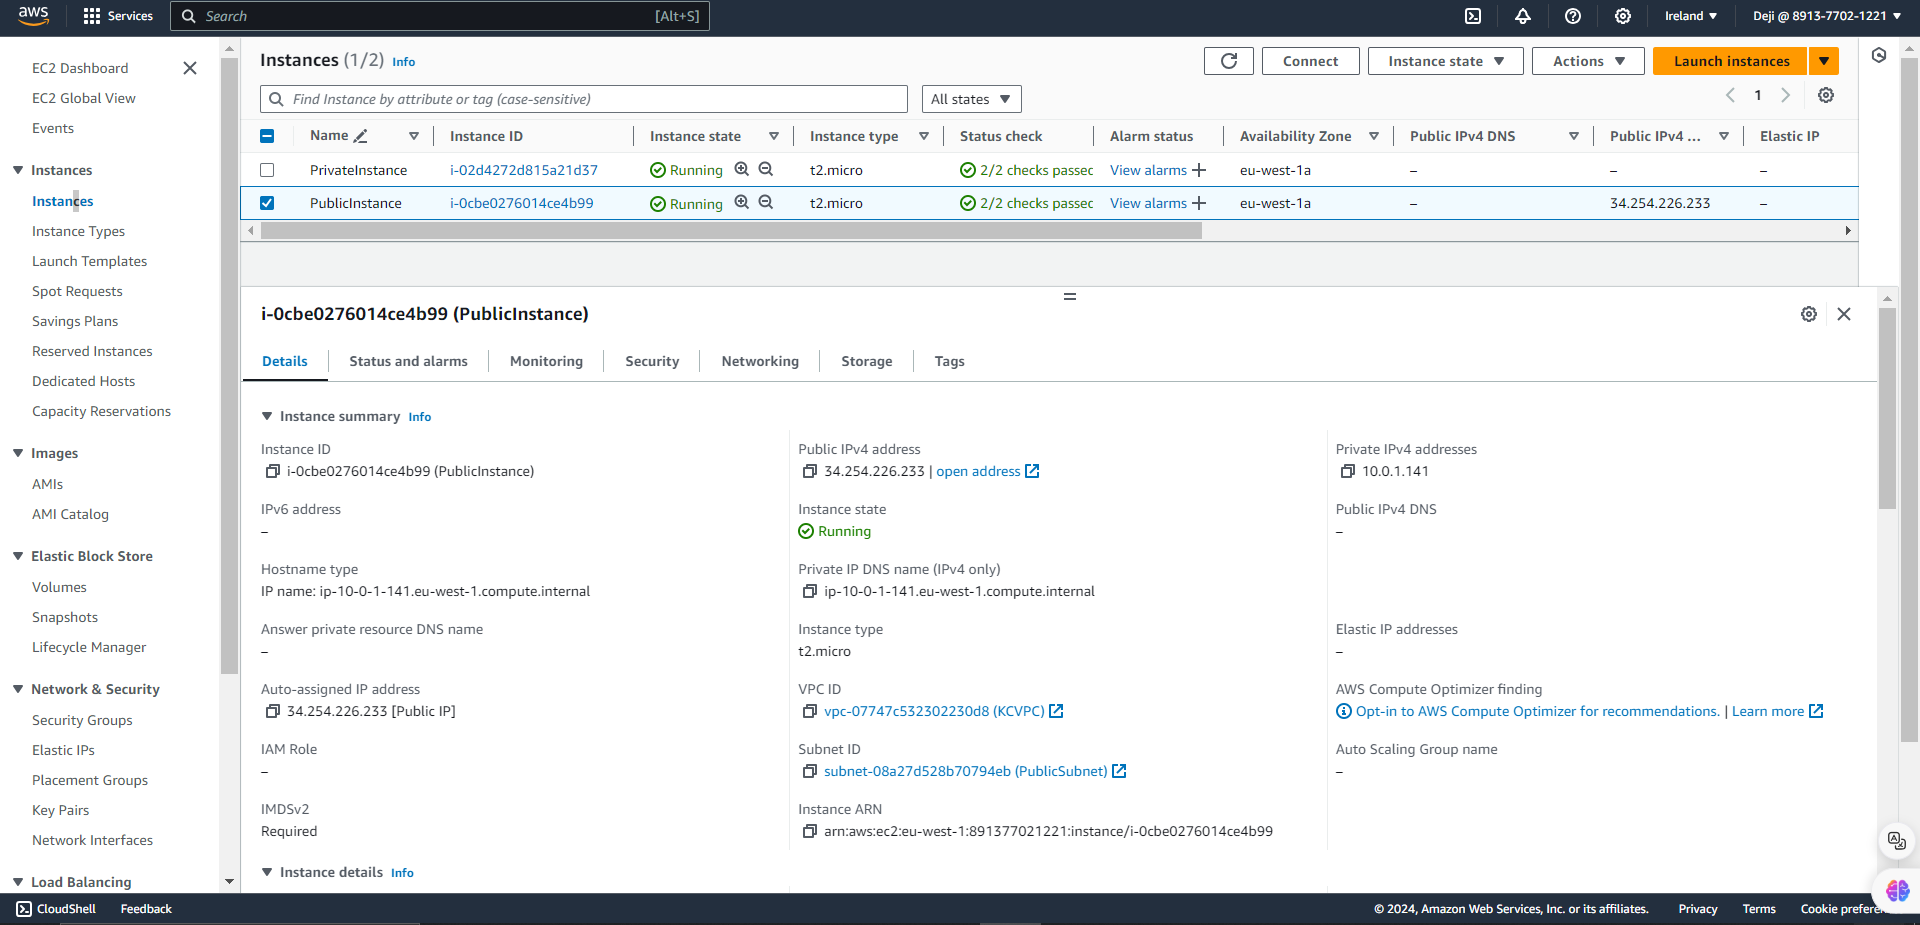 aws Services Search [Alt+S] Ireland Deji @ 8913-7702-1221
EC2 Dashboard
EC2 Global View
Events
Instances
Instances
Instance Types
Launch Templates
Spot Requests
Savings Plans
Reserved Instances
Dedicated Hosts
Capacity Reservations
Images
AMIs
AMI Catalog
Elastic Block Store
Volumes
Snapshots
Lifecycle Manager
Network & Security
Security Groups
Elastic IPs
Placement Groups
Key Pairs
Network Interfaces
Load Balancing
Instances (1/2) Info Connect Instance state Actions Launch instances
Find Instance by attribute or tag (case-sensitive) All states 1
Name Instance ID Instance state Instance type Status check Alarm status Availability Zone Public IPv4 DNS Public IPv4 ... Elastic IP
PrivateInstance i-02d4272d815a21d37 Running t2.micro 2/2 checks passec View alarms + eu-west-1a – – –
PublicInstance i-0cbe0276014ce4b99 Running t2.micro 2/2 checks passec View alarms + eu-west-1a – 34.254.226.233 –
i-0cbe0276014ce4b99 (PublicInstance)
Details Status and alarms Monitoring Security Networking Storage Tags
Instance summary Info
Instance ID Public IPv4 address Private IPv4 addresses
i-0cbe0276014ce4b99 (PublicInstance) 34.254.226.233 | open address 10.0.1.141
IPv6 address Instance state Public IPv4 DNS
– Running –
Hostname type Private IP DNS name (IPv4 only)
IP name: ip-10-0-1-141.eu-west-1.compute.internal ip-10-0-1-141.eu-west-1.compute.internal
Answer private resource DNS name Instance type Elastic IP addresses
– t2.micro –
Auto-assigned IP address VPC ID AWS Compute Optimizer finding
34.254.226.233 [Public IP] vpc-07747c532302230d8 (KCVPC) Opt-in to AWS Compute Optimizer for recommendations. | Learn more
IAM Role Subnet ID Auto Scaling Group name
– subnet-08a27d528b70794eb (PublicSubnet) –
IMDSv2 Instance ARN
Required arn:aws:ec2:eu-west-1:891377021221:instance/i-0cbe0276014ce4b99
Instance details Info
CloudShell Feedback © 2024, Amazon Web Services, Inc. or its affiliates. Privacy Terms Cookie prefere